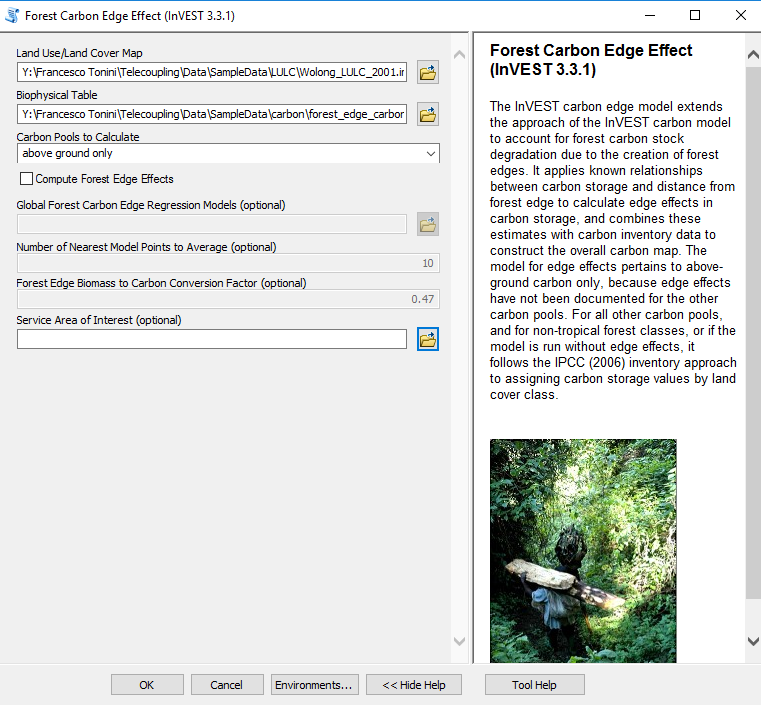 Forest Carbon Edge Effect (InVEST 3.3.1)
Land Use/Land Cover Map
Y:\Francesco Tonini\Telecoupling\Data\SampleData\LULC\Wolong_LULC_2001.ir
Biophysical Table
Y:\Francesco Tonini\Telecoupling\Data\SampleData\carbon\forest_edge_carbor
Carbon Pools to Calculate
above ground only
Compute Forest Edge Effects
Global Forest Carbon Edge Regression Models (optional)
Number of Nearest Model Points to Average (optional)
10
Forest Edge Biomass to Carbon Conversion Factor (optional)
0.47
Service Area of Interest (optional)
Forest Carbon Edge Effect
(InVEST 3.3.1)
The InVEST carbon edge model extends
the approach of the InVEST carbon model
to account for forest carbon stock
degradation due to the creation of forest
edges. It applies known relationships
between carbon storage and distance from
forest edge to calculate edge effects in
carbon storage, and combines these
estimates with carbon inventory data to
construct the overall carbon map. The
model for edge effects pertains to above-
ground carbon only, because edge effects
have not been documented for the other
carbon pools. For all other carbon pools,
and for non-tropical forest classes, or if the
model is run without edge effects, it
follows the IPCC (2006) inventory approach
to assigning carbon storage values by land
cover class.
OK
Cancel
Environments...
<< Hide Help
Tool Help